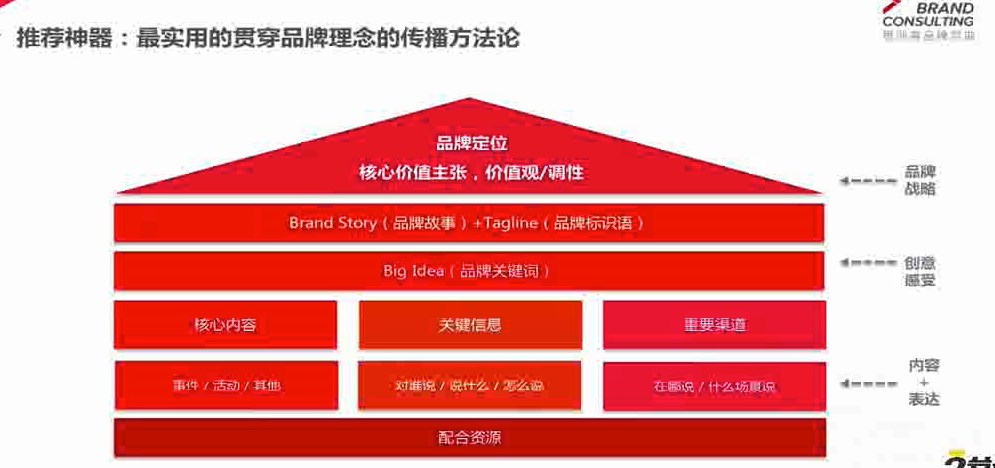 BRAND
CONSULTING
推荐神器：最实用的贯穿品牌理念的传播方法论
品牌定位
核心价值主张，价值观/调性
品牌
战略
Brand Story（品牌故事）+Tagline（品牌标识语）
Big Idea（品牌关键词）
创意
感受
核心内容
关键信息
重要渠道
事件 / 活动 / 其他
对谁说 / 说什么 / 怎么说
在哪说 / 什么场景说
内容
+
表达
配合资源